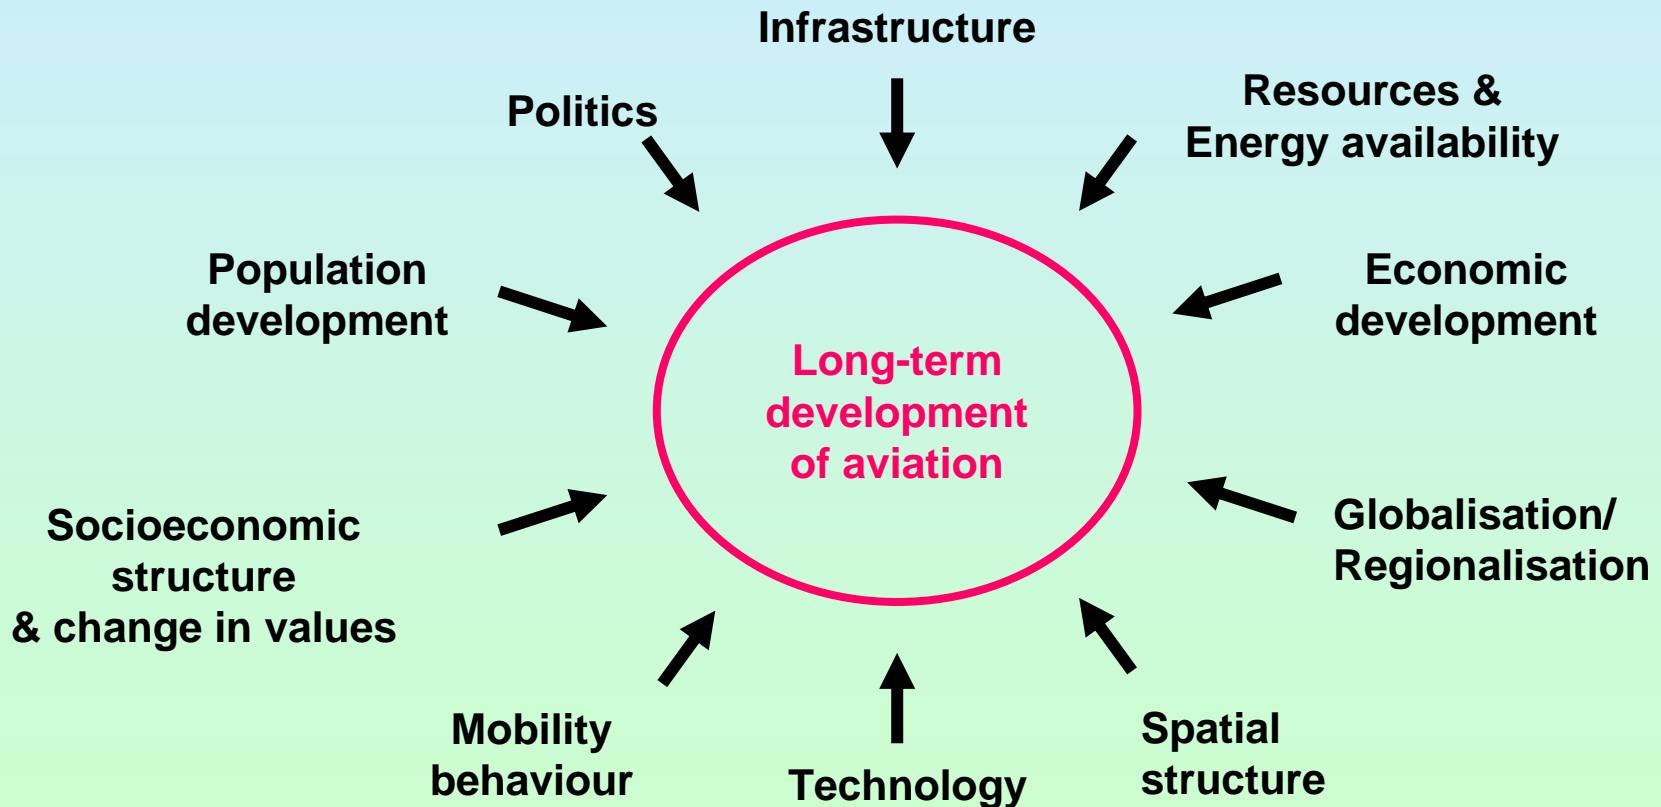 Infrastructure
Politics
Resources &
Energy availability
Population
development
Economic
development
Long-term
development
of aviation
Socioeconomic
structure
& change in values
Globalisation/
Regionalisation
Mobility
behaviour
Technology
Spatial
structure